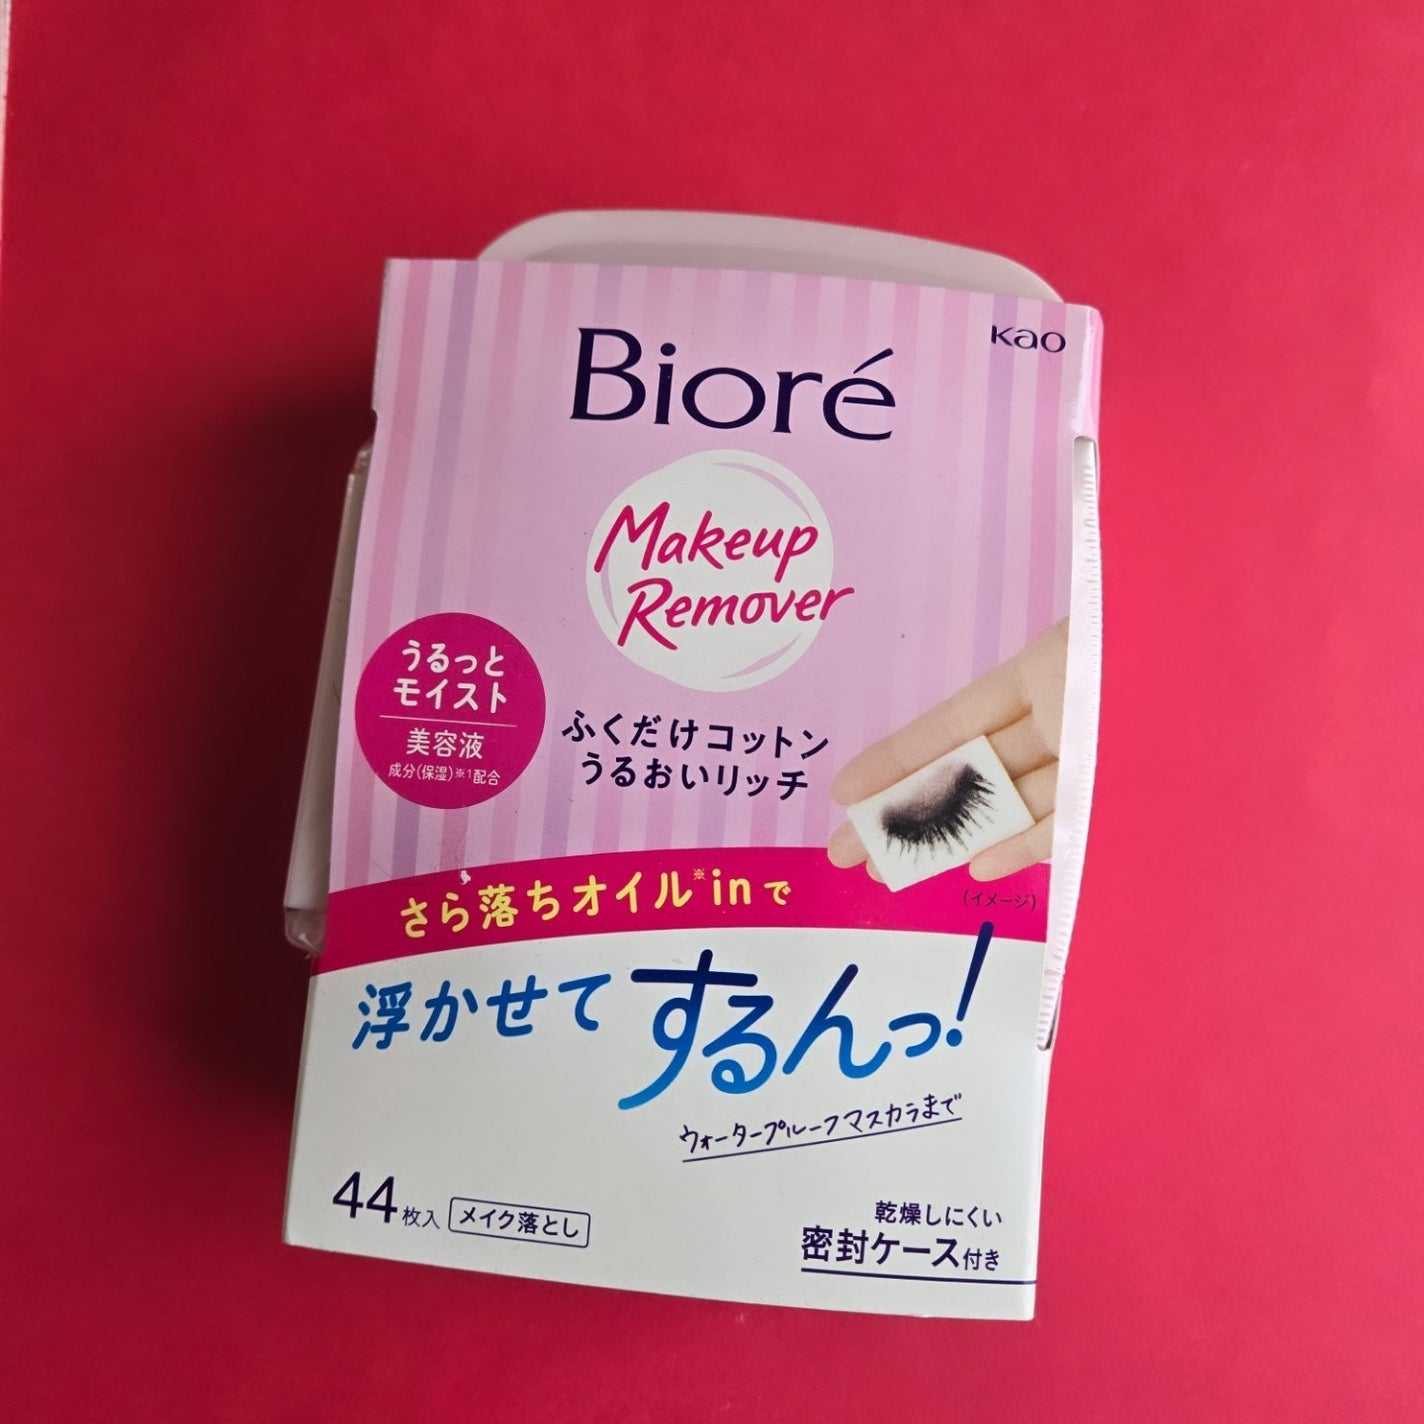 Kao
Bioré
Makeup
Remover
うるっと
モイスト
美容液
成分(保湿)※1配合
ふくだけコットン
うるおいリッチ
(イメージ)
さら落ちオイル※inで
浮かせてするんっ!
ウォータープルーフマスカラまで
44枚入 メイク落とし
乾燥しにくい
密封ケース付き